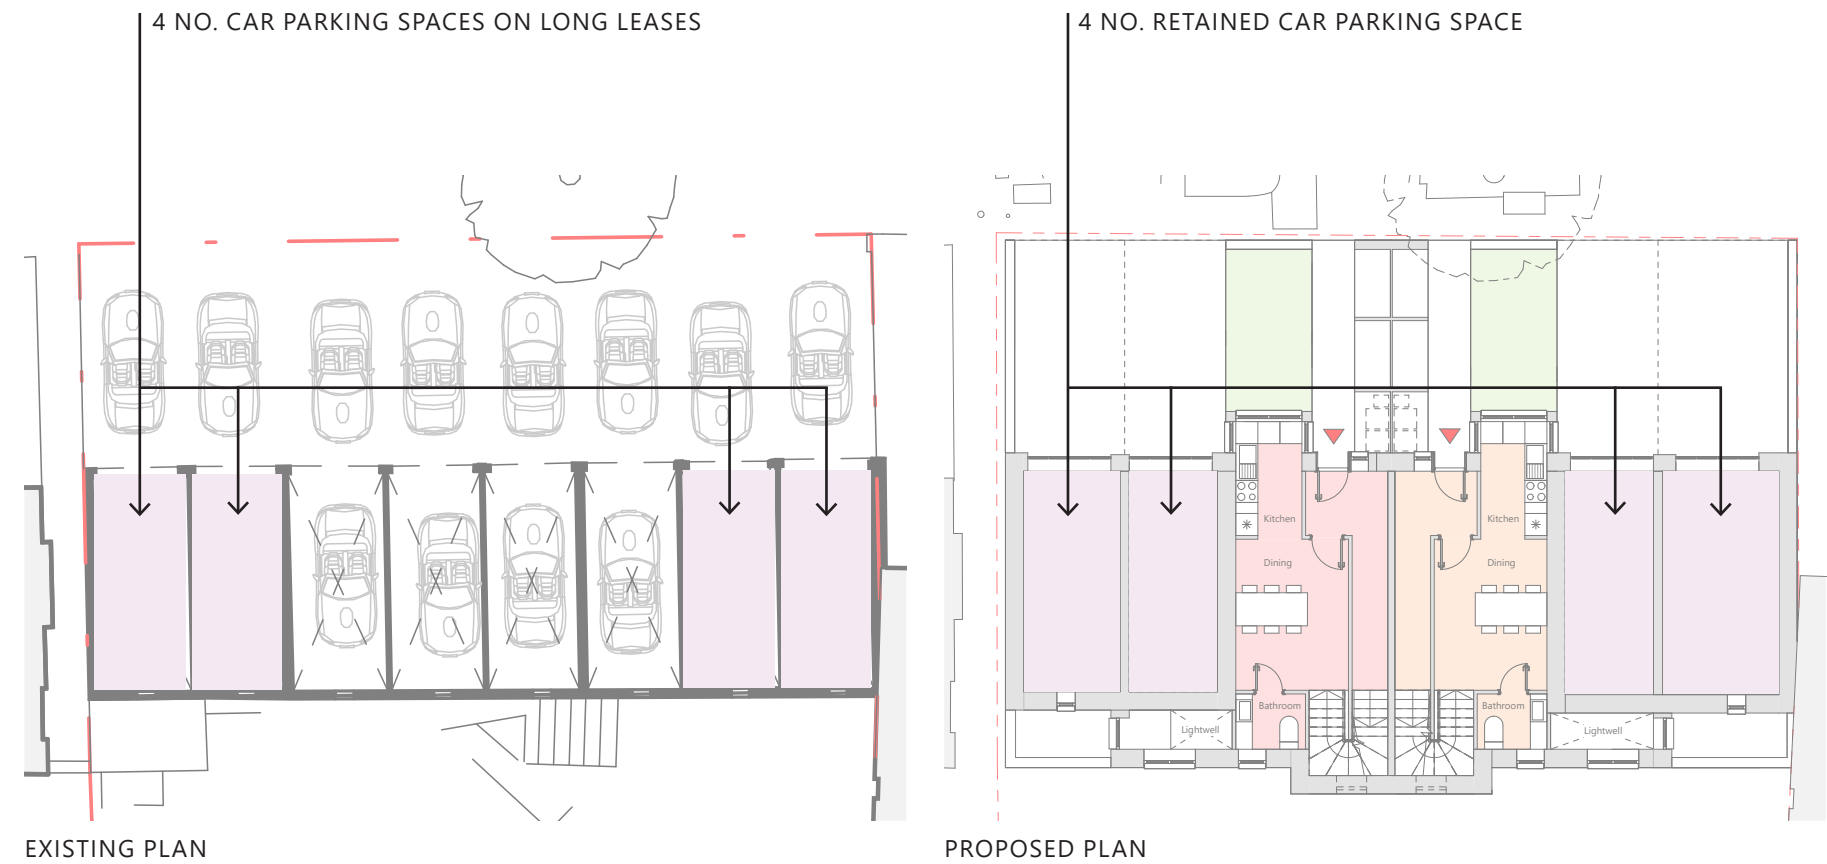 4 NO. CAR PARKING SPACES ON LONG LEASES
4 NO. RETAINED CAR PARKING SPACE
Kitchen
Kitchen
Dining
Dining
Bathroom
Bathroom
Lightwell
Lightwell
EXISTING PLAN
PROPOSED PLAN